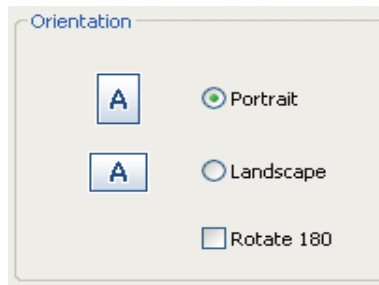 Orientation
A
Portrait
A
Landscape
Rotate 180